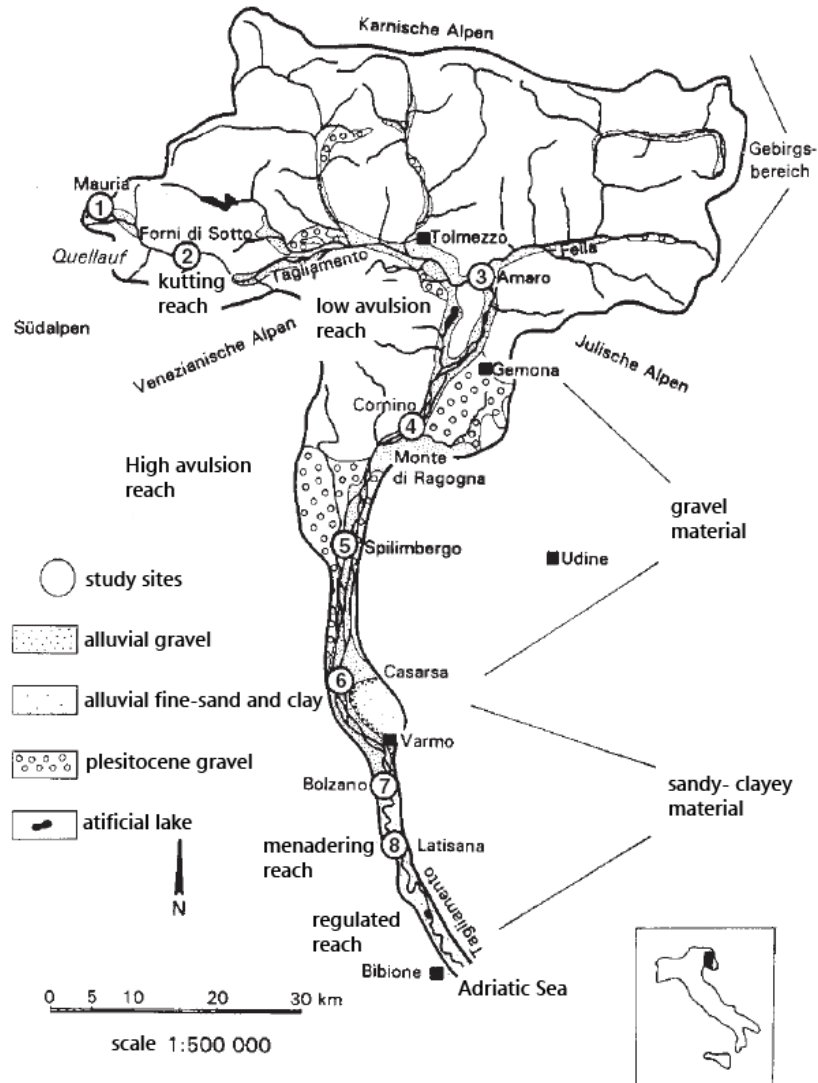 Karnische Alpen
Gebirgs-
bereich
Mauria
1
Forni di Sotto
Tolmezzo
Quellauf
2
kutting
reach
Tagliamento
3
Amaro
Fella
low avulsion
reach
Südalpen
Venezianische Alpen
Julische Alpen
Gemona
Cornino
4
Monte
di Ragogna
High avulsion
reach
gravel
material
5
Spilimbergo
Udine
study sites
alluvial gravel
6
Casarsa
alluvial fine-sand and clay
Varmo
plesitocene gravel
Bolzano
7
sandy- clayey
material
atificial lake
menadering
reach
8
Latisana
N
regulated
reach
Tagliamento
Bibione
Adriatic Sea
0 5 10 20 30 km
scale 1:500 000